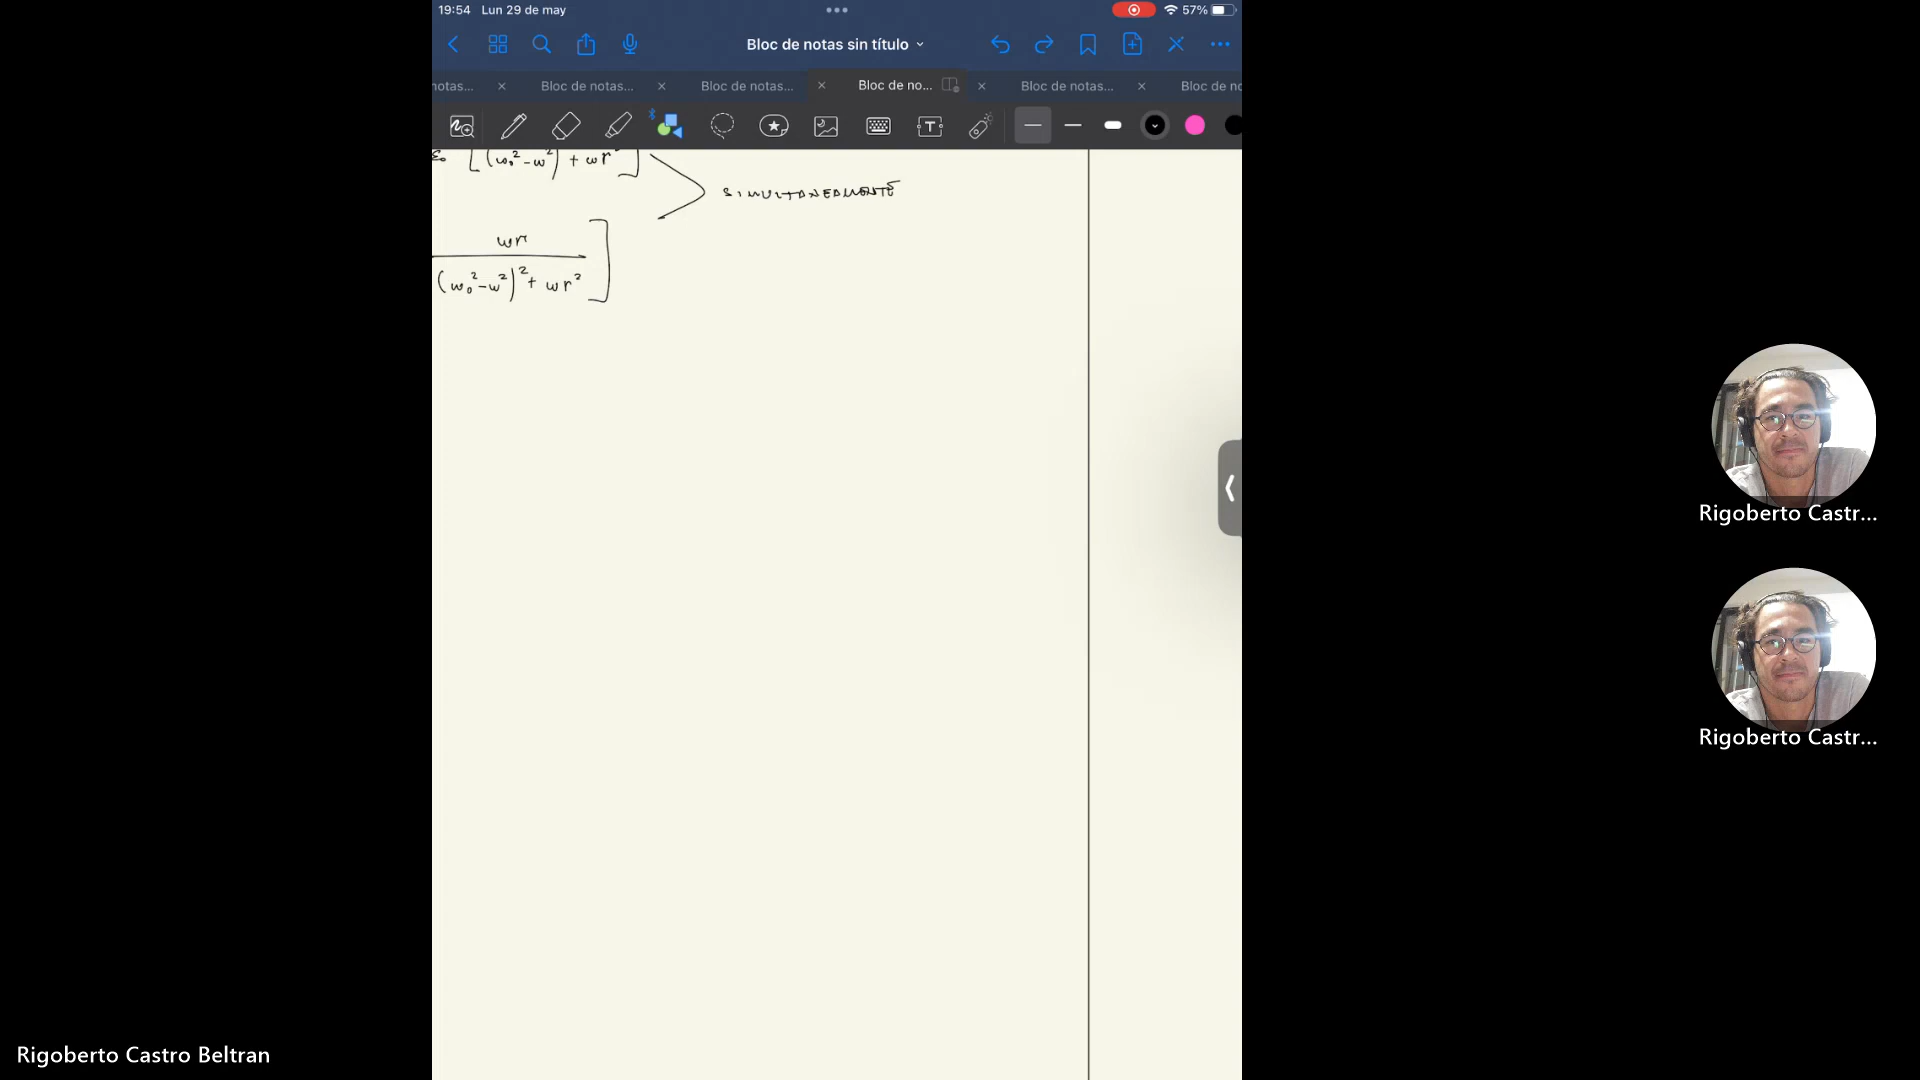 19:54 Lun 29 de may 57%
Bloc de notas sin título
notas... Bloc de notas... Bloc de notas... Bloc de no... Bloc de notas... Bloc de no
ε₀ [(ω₀²-ω²) + ωr²]
SIMULTANEAMENTE
ωr
(ω₀²-ω²)² + ωr² ]
Rigoberto Castr...
Rigoberto Castr...
Rigoberto Castro Beltran